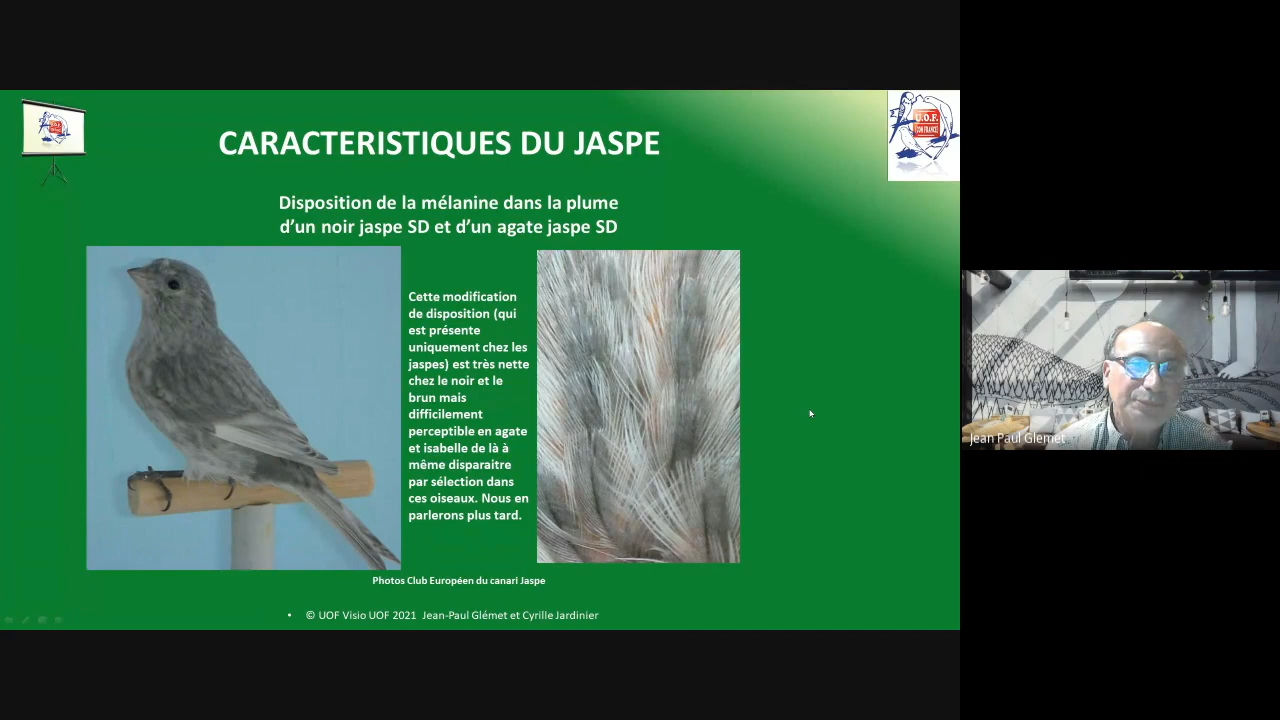 CARACTERISTIQUES DU JASPE
U.O.F.
COM FRANCE
Disposition de la mélanine dans la plume
d'un noir jaspe SD et d'un agate jaspe SD
Cette modification
de disposition (qui
est présente
uniquement chez les
jaspes) est très nette
chez le noir et le
brun mais
difficilement
perceptible en agate
et isabelle de là à
même disparaitre
par sélection dans
ces oiseaux. Nous en
parlerons plus tard.
Photos Club Européen du canari Jaspe
• © UOF Visio UOF 2021 Jean-Paul Glémet et Cyrille Jardinier
Jean Paul Glemet